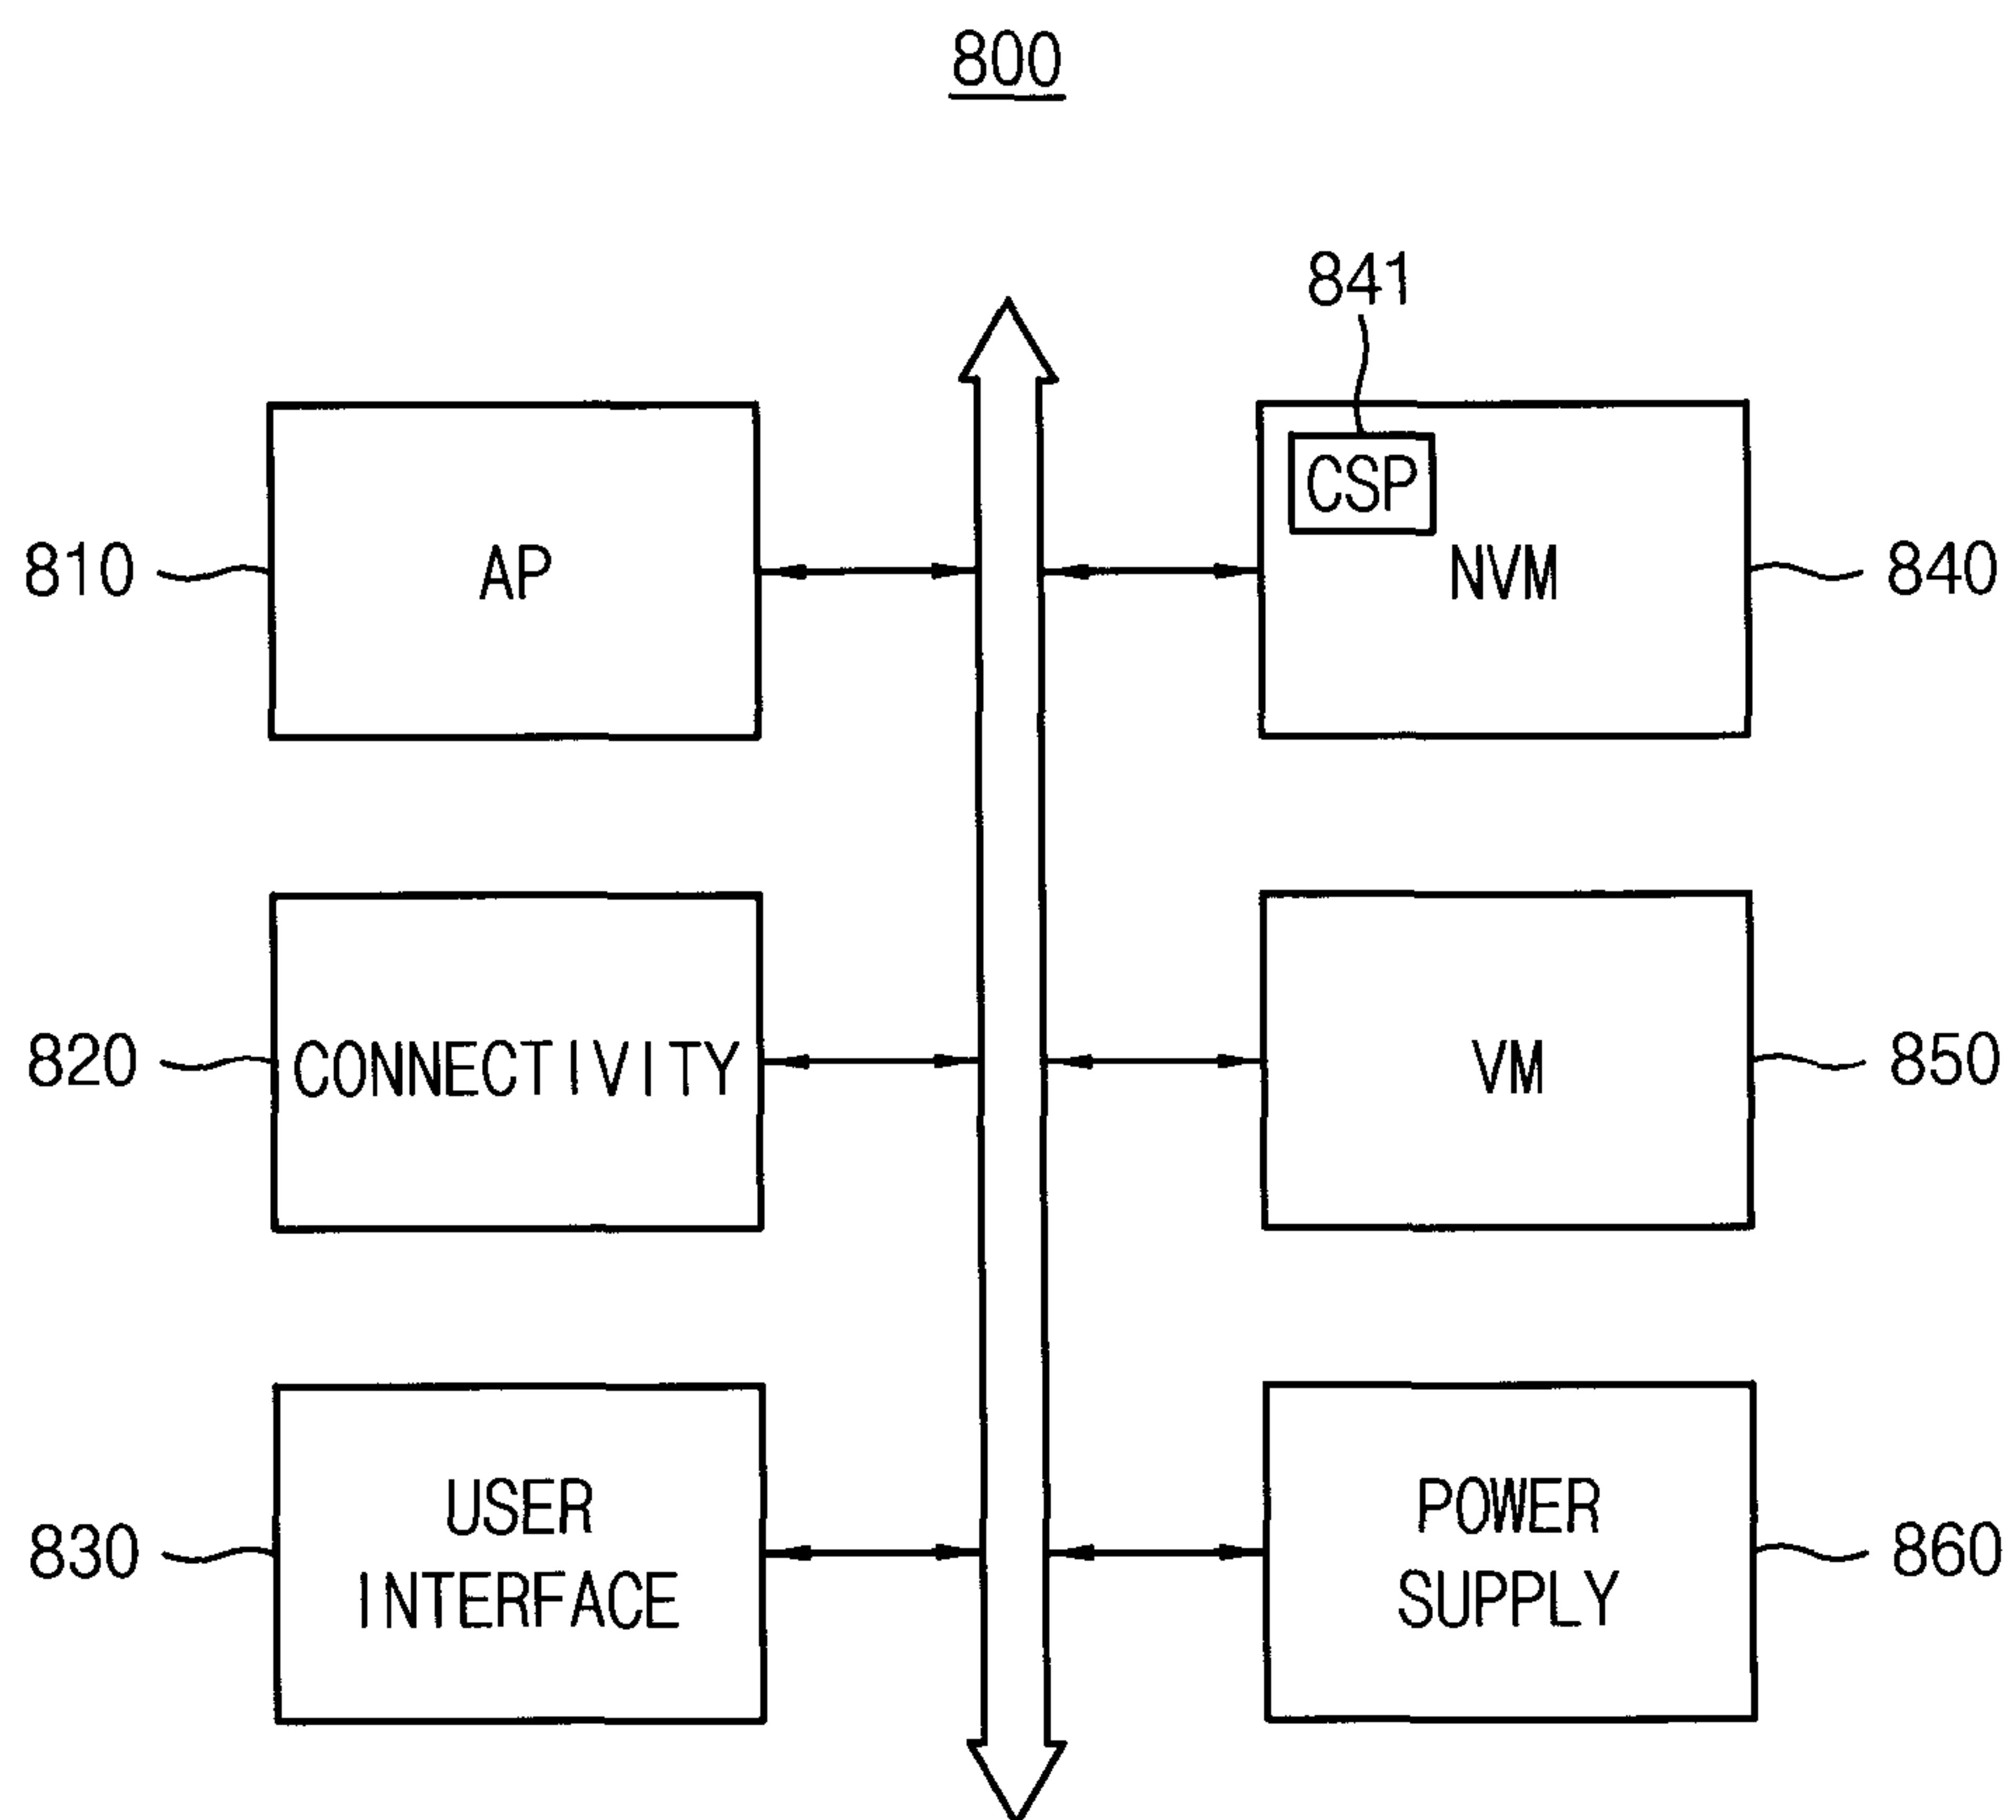 800
841
CSP
810
AP
NVM
840
820
CONNECTIVITY
VM
850
830
USER
INTERFACE
POWER
SUPPLY
860